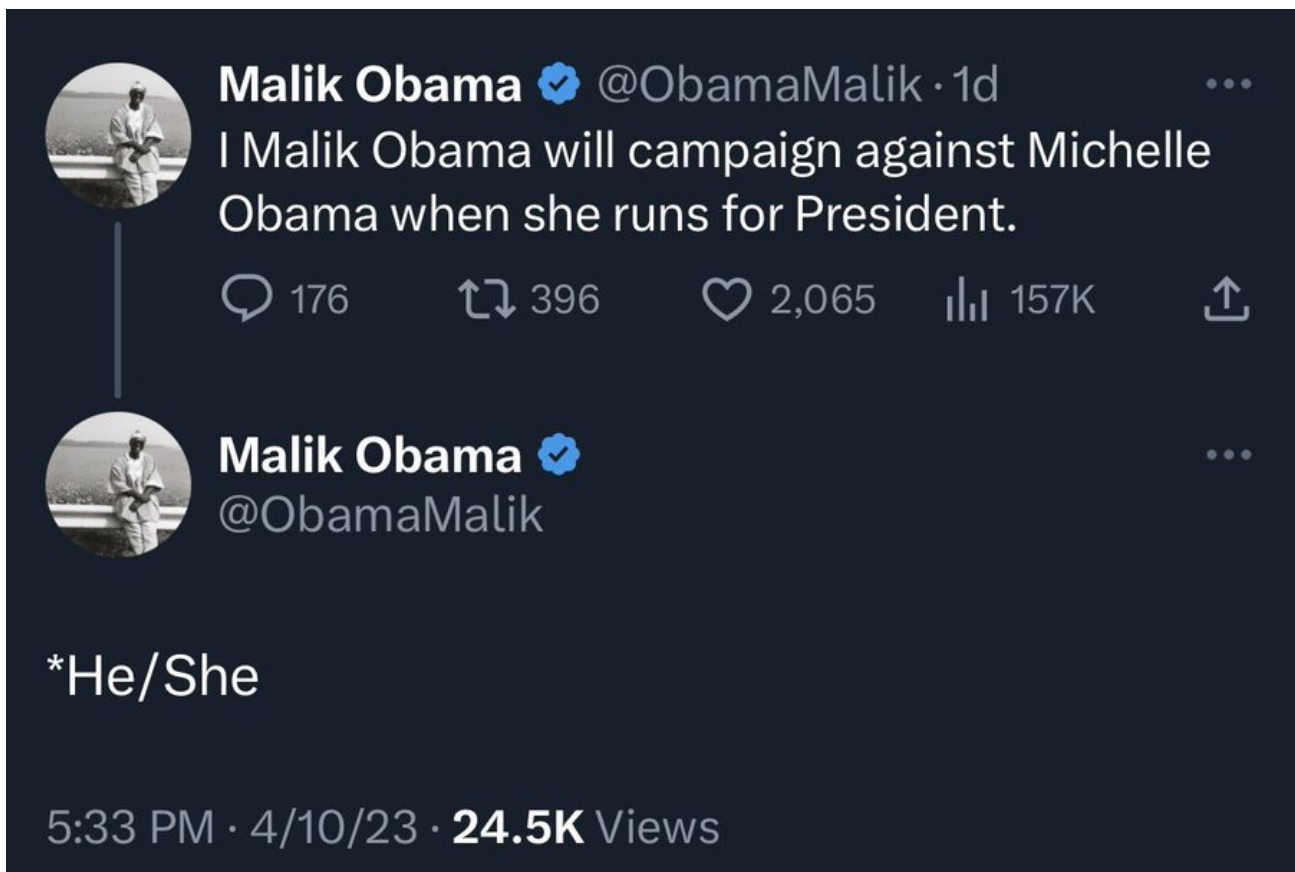 Malik Obama @ObamaMalik · 1d
I Malik Obama will campaign against Michelle
Obama when she runs for President.
176 396 2,065 157K
Malik Obama
@ObamaMalik
*He/She
5:33 PM · 4/10/23 · 24.5K Views